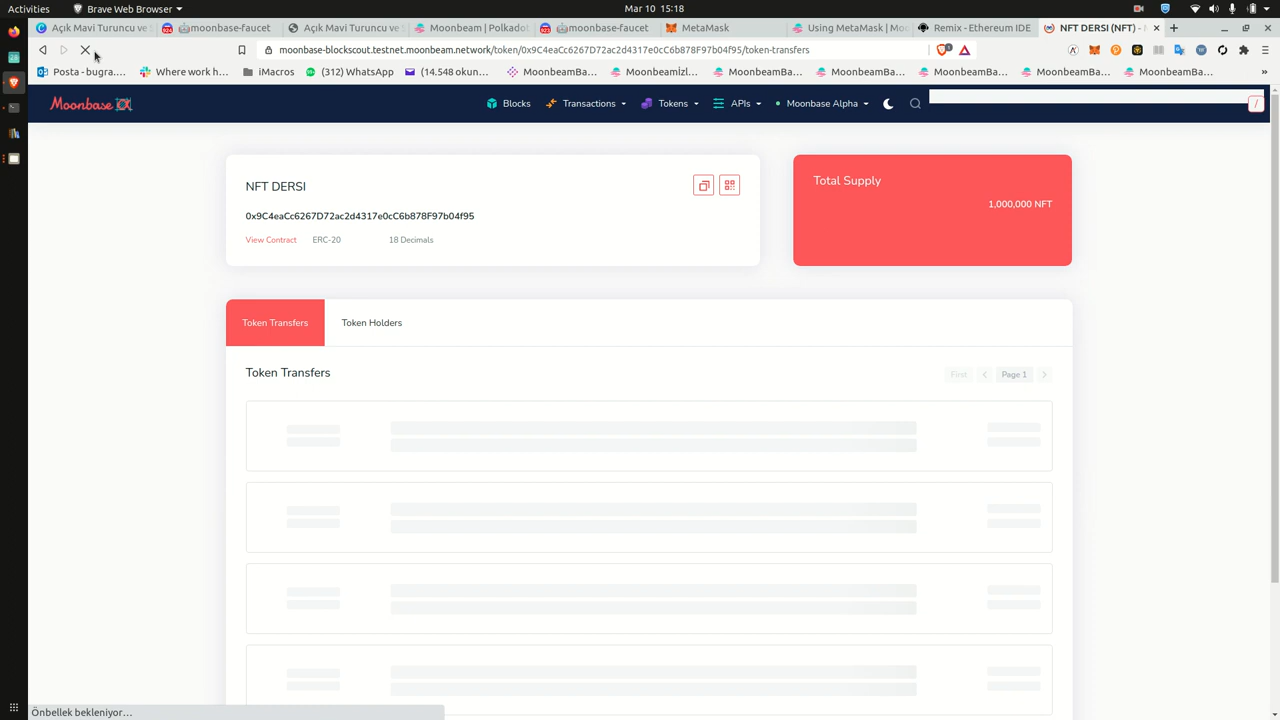 Activities
Brave Web Browser
Mar 10 15:18
Açık Mavi Turuncu ve S
moonbase-faucet
Açık Mavi Turuncu ve S
Moonbeam | Polkadot
moonbase-faucet
MetaMask
Using MetaMask | Moo
Remix - Ethereum IDE
NFT DERSI (NFT) -
moonbase-blockscout.testnet.moonbeam.network/token/0x9C4eaCc6267D72ac2d4317e0cC6b878F97b04f95/token-transfers
Posta - bugra....
Where work h...
iMacros
(312) WhatsApp
(14.548 okun...
MoonbeamBa...
Moonbeamİzl...
MoonbeamBa...
MoonbeamBa...
MoonbeamBa...
MoonbeamBa...
MoonbeamBa...
»
Moonbase α
Blocks
Transactions
Tokens
APIs
Moonbase Alpha
/
NFT DERSI
0x9C4eaCc6267D72ac2d4317e0cC6b878F97b04f95
View Contract
ERC-20
18 Decimals
Total Supply
1,000,000 NFT
Token Transfers
Token Holders
Token Transfers
First
Page 1
Önbellek bekleniyor…